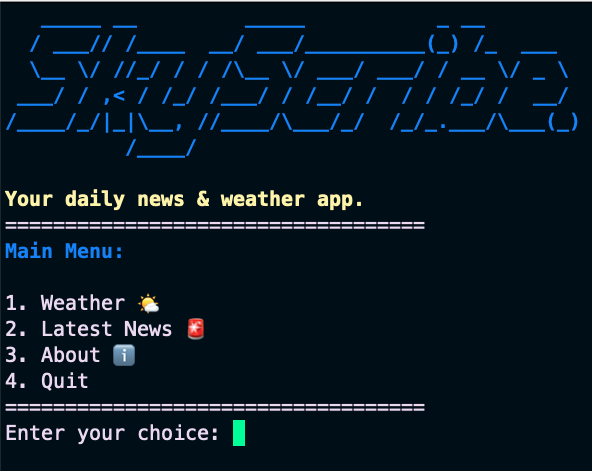 SkyScribe
Your daily news & weather app.
===================================
Main Menu:
1. Weather 🌤️
2. Latest News 🚨
3. About ℹ️
4. Quit
===================================
Enter your choice: